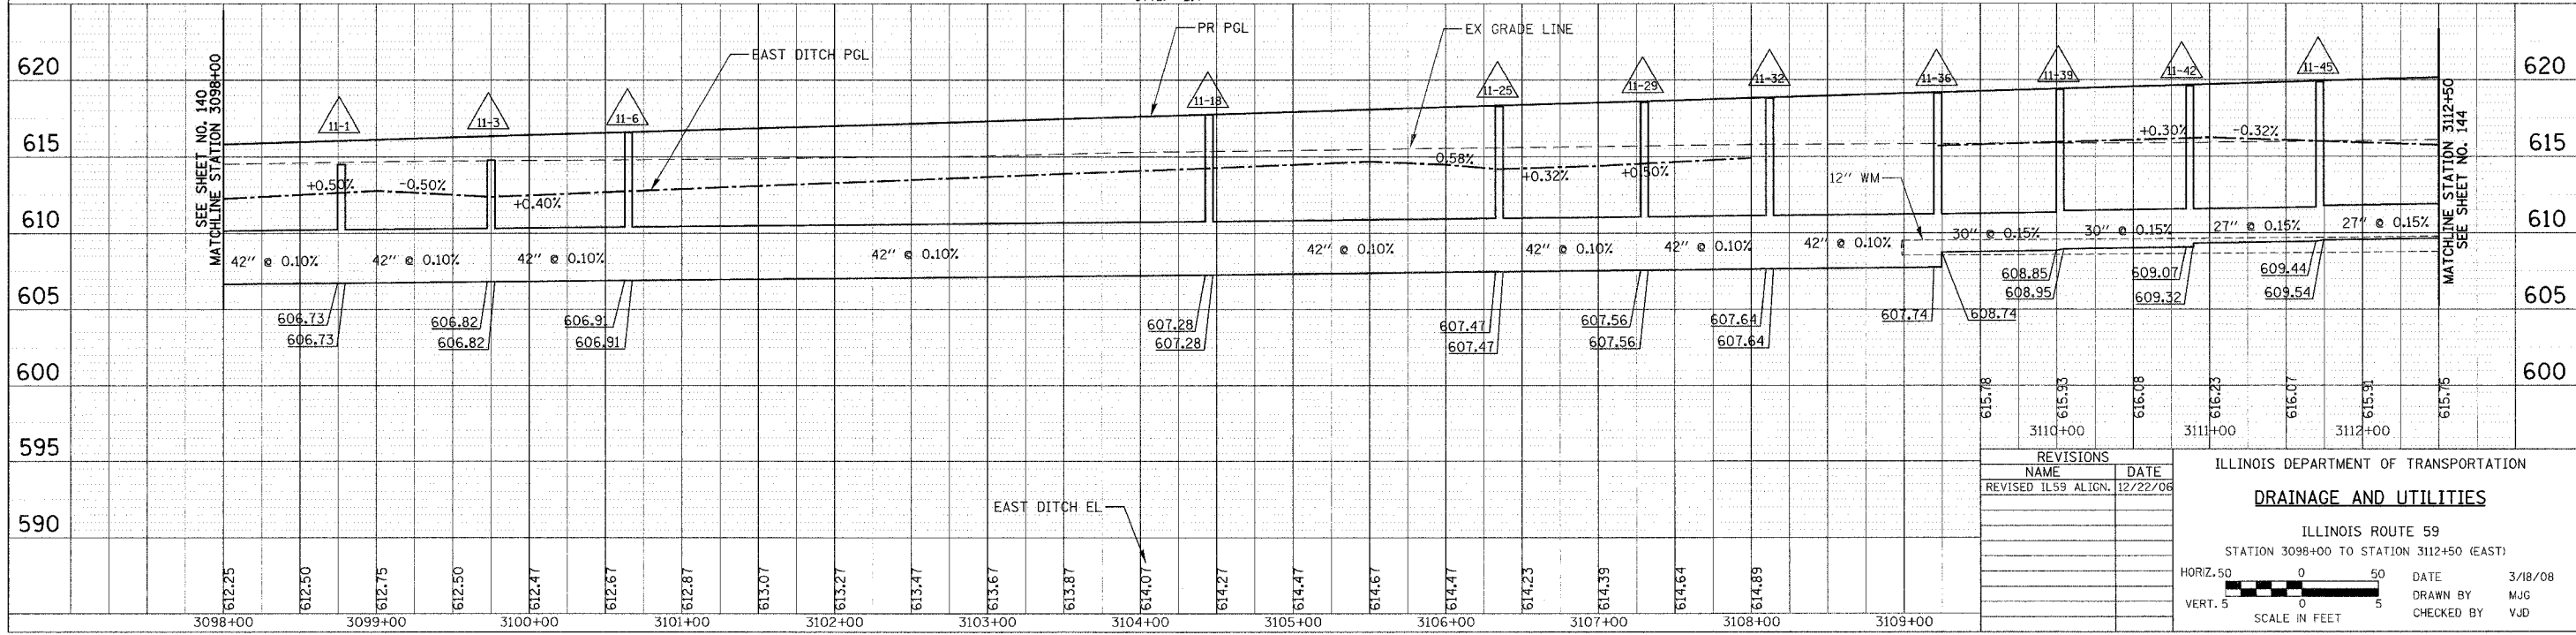 PR PGL
EX GRADE LINE
EAST DITCH PGL
620
615
610
605
600
595
590
620
615
610
605
600
SEE SHEET NO. 140
MATCHLINE STATION 3098+00
MATCHLINE STATION 3112+50
SEE SHEET NO. 144
11-1
11-3
11-6
11-18
11-25
11-29
11-32
11-36
11-39
11-42
11-45
+0.50%
-0.50%
+0.40%
0.58%
+0.32%
+0.50%
+0.30%
-0.32%
12" WM
42" @ 0.10%
42" @ 0.10%
42" @ 0.10%
42" @ 0.10%
42" @ 0.10%
42" @ 0.10%
42" @ 0.10%
42" @ 0.10%
30" @ 0.15%
30" @ 0.15%
27" @ 0.15%
27" @ 0.15%
606.73
606.73
606.82
606.82
606.91
606.91
607.28
607.28
607.47
607.47
607.56
607.56
607.64
607.64
607.74
608.74
608.85
608.95
609.07
609.32
609.44
609.54
615.78
615.93
616.08
616.23
616.07
615.91
615.75
3110+00
3111+00
3112+00
EAST DITCH EL
612.25
612.50
612.75
612.50
612.47
612.67
612.87
613.07
613.27
613.47
613.67
613.87
614.07
614.27
614.47
614.67
614.47
614.23
614.39
614.64
614.89
3098+00
3099+00
3100+00
3101+00
3102+00
3103+00
3104+00
3105+00
3106+00
3107+00
3108+00
3109+00
REVISIONS
NAME DATE
REVISED IL59 ALIGN. 12/22/06
ILLINOIS DEPARTMENT OF TRANSPORTATION
DRAINAGE AND UTILITIES
ILLINOIS ROUTE 59
STATION 3098+00 TO STATION 3112+50 (EAST)
HORIZ. 50 0 50
VERT. 5 0 5
SCALE IN FEET
DATE 3/18/08
DRAWN BY MJG
CHECKED BY VJD